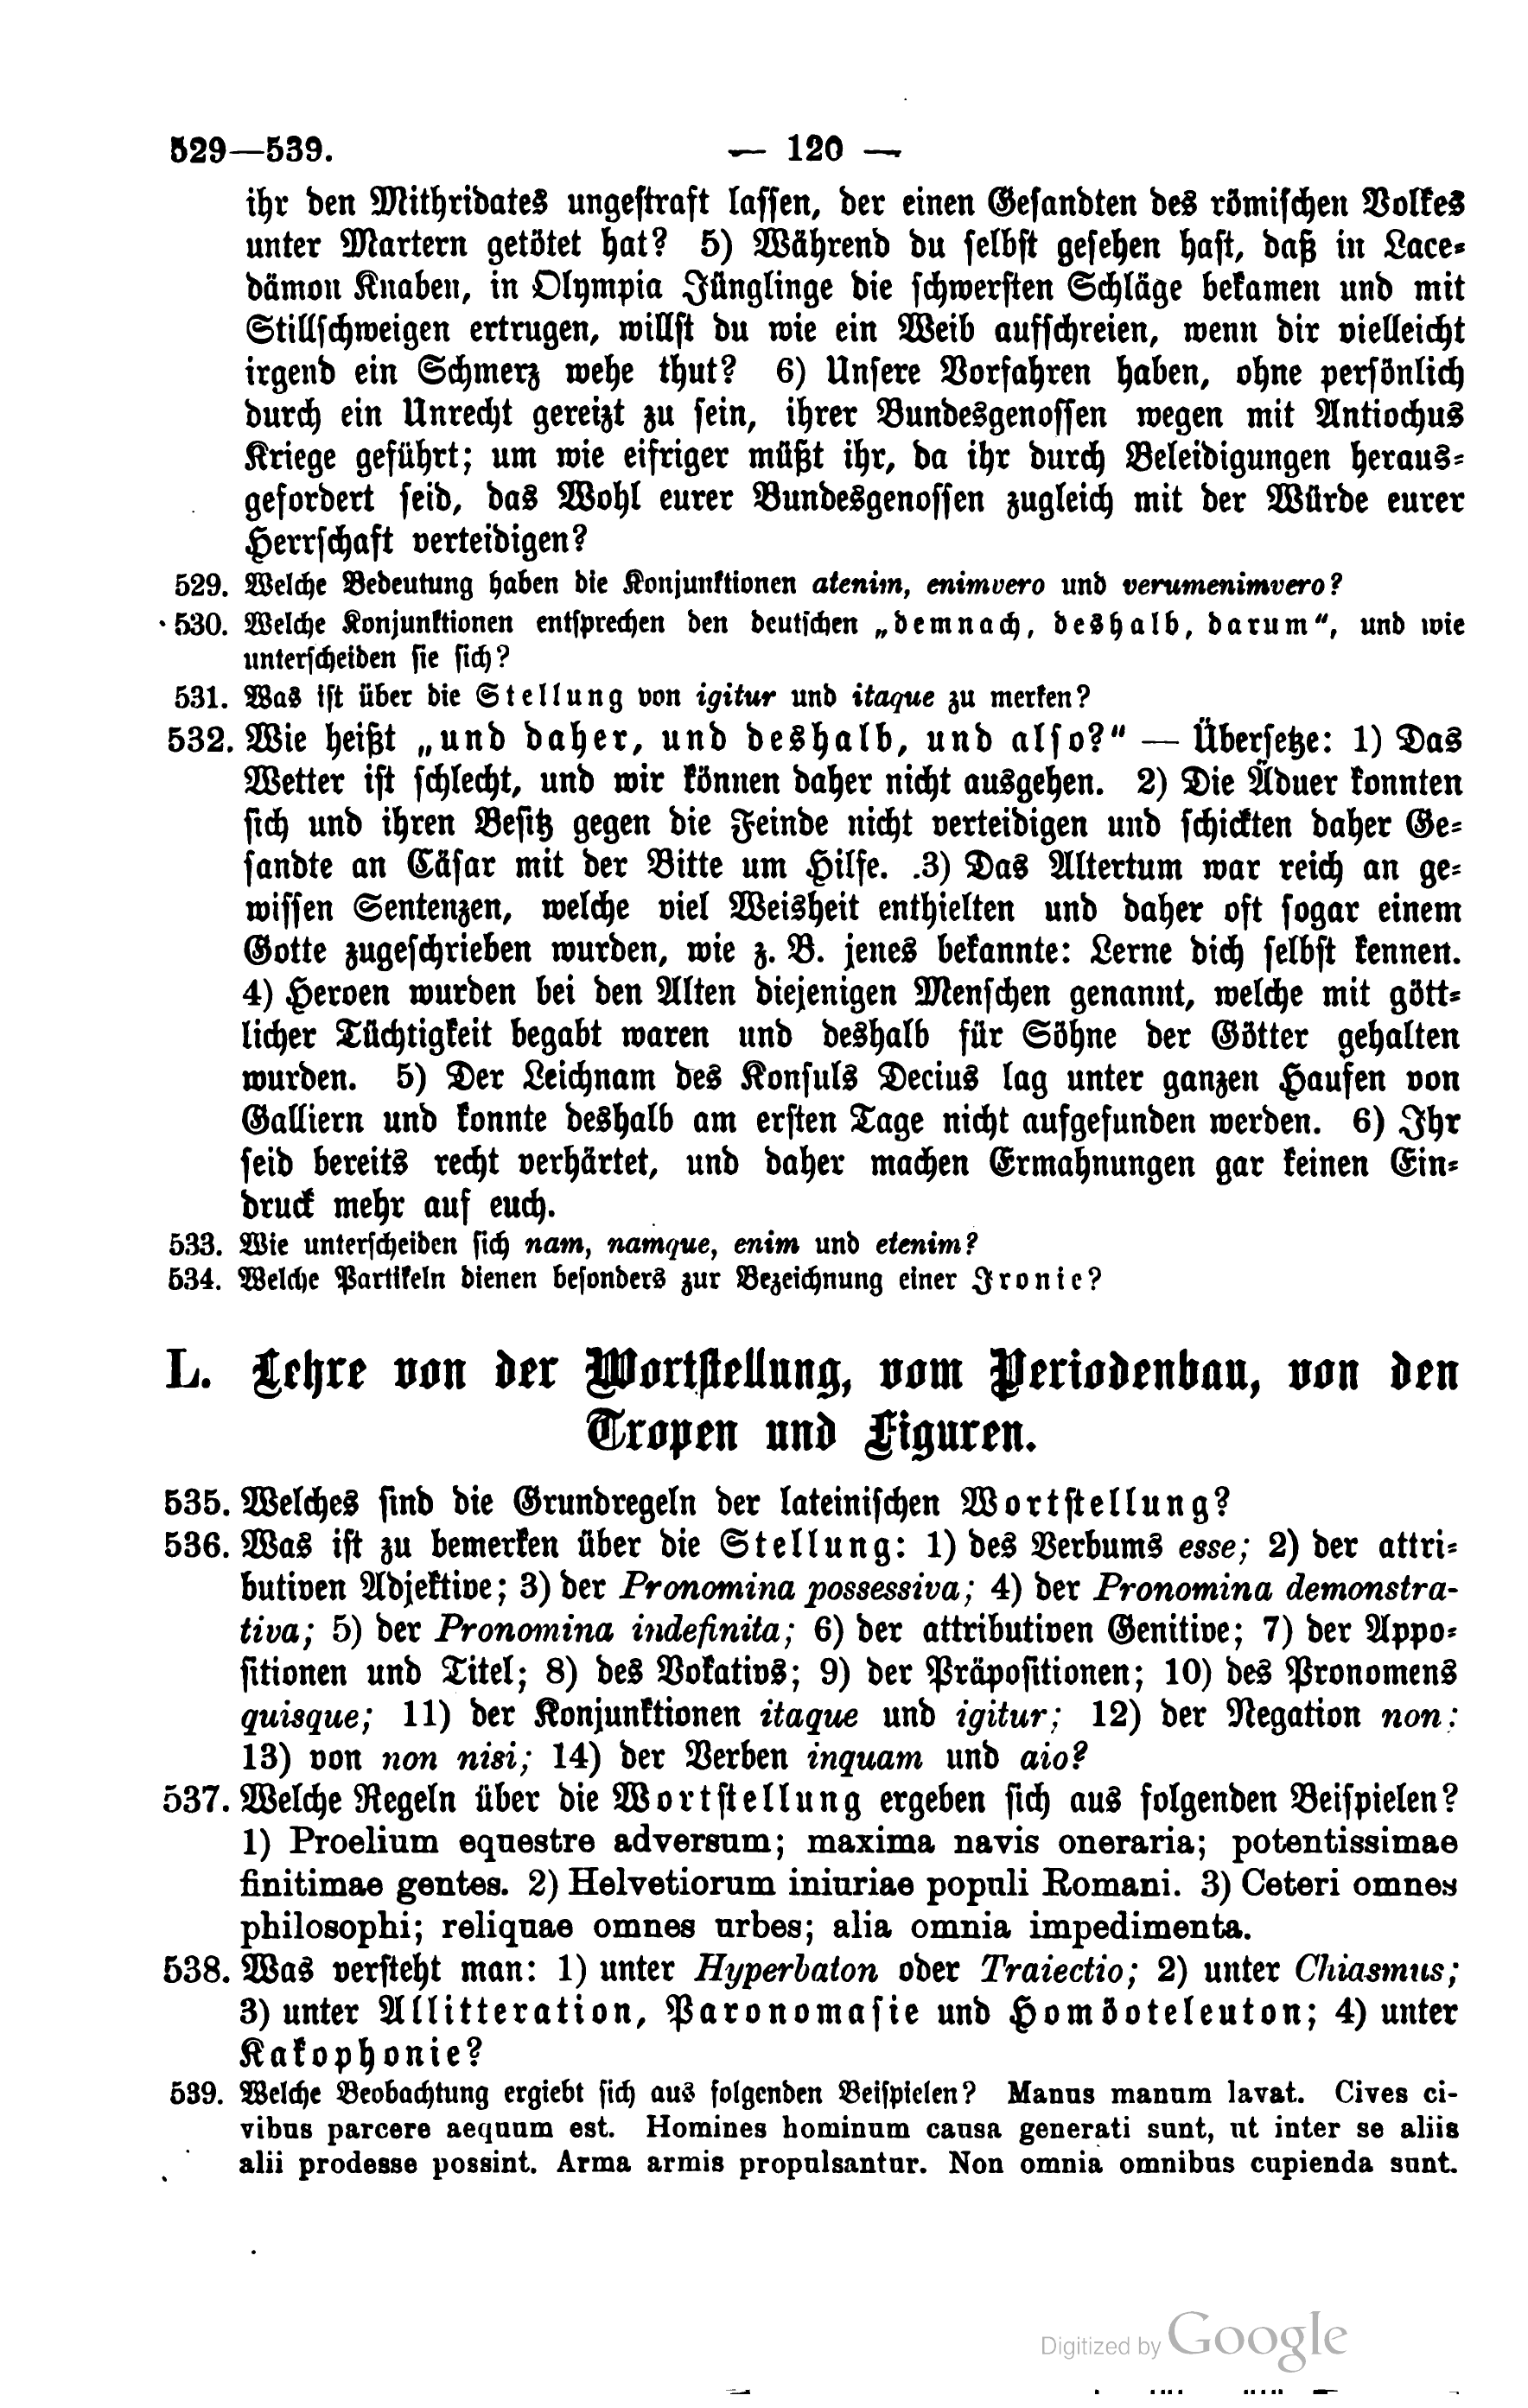 529—539. — 120 —
ihr den Mithridates ungestraft lassen, der einen Gesandten des römischen Volkes
unter Martern getötet hat? 5) Während du selbst gesehen hast, daß in Lace-
dämon Knaben, in Olympia Jünglinge die schwersten Schläge bekamen und mit
Stillschweigen ertrugen, willst du wie ein Weib aufschreien, wenn dir vielleicht
irgend ein Schmerz wehe thut? 6) Unsere Vorfahren haben, ohne persönlich
durch ein Unrecht gereizt zu sein, ihrer Bundesgenossen wegen mit Antiochus
Kriege geführt; um wie eifriger müßt ihr, da ihr durch Beleidigungen heraus-
gefordert seid, das Wohl eurer Bundesgenossen zugleich mit der Würde eurer
Herrschaft verteidigen?
529. Welche Bedeutung haben die Konjunktionen atenim, enimvero und verumenimvero?
530. Welche Konjunktionen entsprechen den deutschen „demnach, deshalb, darum“, und wie
unterscheiden sie sich?
531. Was ist über die Stellung von igitur und itaque zu merken?
532. Wie heißt „und daher, und deshalb, und also?“ — Übersetze: 1) Das
Wetter ist schlecht, und wir können daher nicht ausgehen. 2) Die Äduer konnten
sich und ihren Besitz gegen die Feinde nicht verteidigen und schickten daher Ge-
sandte an Cäsar mit der Bitte um Hilfe. 3) Das Altertum war reich an ge-
wissen Sentenzen, welche viel Weisheit enthielten und daher oft sogar einem
Gotte zugeschrieben wurden, wie z. B. jenes bekannte: Lerne dich selbst kennen.
4) Heroen wurden bei den Alten diejenigen Menschen genannt, welche mit gött-
licher Tüchtigkeit begabt waren und deshalb für Söhne der Götter gehalten
wurden. 5) Der Leichnam des Konsuls Decius lag unter ganzen Haufen von
Galliern und konnte deshalb am ersten Tage nicht aufgefunden werden. 6) Ihr
seid bereits recht verhärtet, und daher machen Ermahnungen gar keinen Ein-
druck mehr auf euch.
533. Wie unterscheiden sich nam, namque, enim und etenim?
534. Welche Partikeln dienen besonders zur Bezeichnung einer Ironie?
L. Lehre von der Wortstellung, vom Periodenbau, von den
Tropen und Figuren.
535. Welches sind die Grundregeln der lateinischen Wortstellung?
536. Was ist zu bemerken über die Stellung: 1) des Verbums esse; 2) der attri-
butiven Adjektive; 3) der Pronomina possessiva; 4) der Pronomina demonstra-
tiva; 5) der Pronomina indefinita; 6) der attributiven Genitive; 7) der Appo-
sitionen und Titel; 8) des Vokativs; 9) der Präpositionen; 10) des Pronomens
quisque; 11) der Konjunktionen itaque und igitur; 12) der Negation non;
13) von non nisi; 14) der Verben inquam und aio?
537. Welche Regeln über die Wortstellung ergeben sich aus folgenden Beispielen?
1) Proelium equestre adversum; maxima navis oneraria; potentissimae
finitimae gentes. 2) Helvetiorum iniuriae populi Romani. 3) Ceteri omnes
philosophi; reliquae omnes urbes; alia omnia impedimenta.
538. Was versteht man: 1) unter Hyperbaton oder Traiectio; 2) unter Chiasmus;
3) unter Allitteration, Paronomasie und Homöoteleuton; 4) unter
Kakophonie?
539. Welche Beobachtung ergiebt sich aus folgenden Beispielen? Manus manum lavat. Cives ci-
vibus parcere aequum est. Homines hominum causa generati sunt, ut inter se aliis
alii prodesse possint. Arma armis propulsantur. Non omnia omnibus cupienda sunt.
Digitized by Google